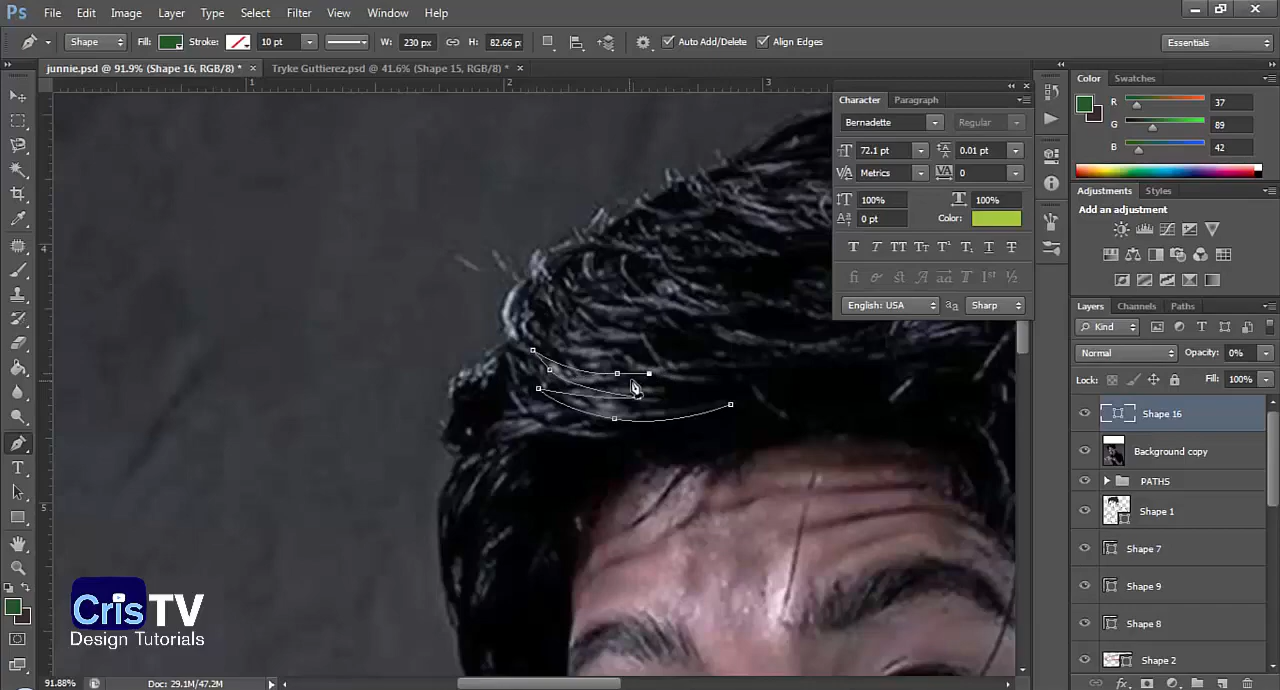 Ps File Edit Image Layer Type Select Filter View Window Help
Shape Fill: Stroke: 10 pt W: 230 px H: 82.66 p Auto Add/Delete Align Edges Essentials
junnie.psd @ 91.9% (Shape 16, RGB/8) * × Tryke Guttierez.psd @ 41.6% (Shape 15, RGB/8) * ×
1 2 3
4
5
Character Paragraph
Bernadette Regular
72.1 pt 0.01 pt
Metrics 0
100% 100%
0 pt Color:
English: USA Sharp
Color Swatches
R 37
G 89
B 42
Adjustments Styles
Add an adjustment
Layers Channels Paths
Kind
Normal Opacity: 0%
Lock: Fill: 100%
Shape 16
Background copy
PATHS
Shape 1
Shape 7
Shape 9
Shape 8
Shape 2
CrisTV
Design Tutorials
91.88% Doc: 29.1M/47.2M